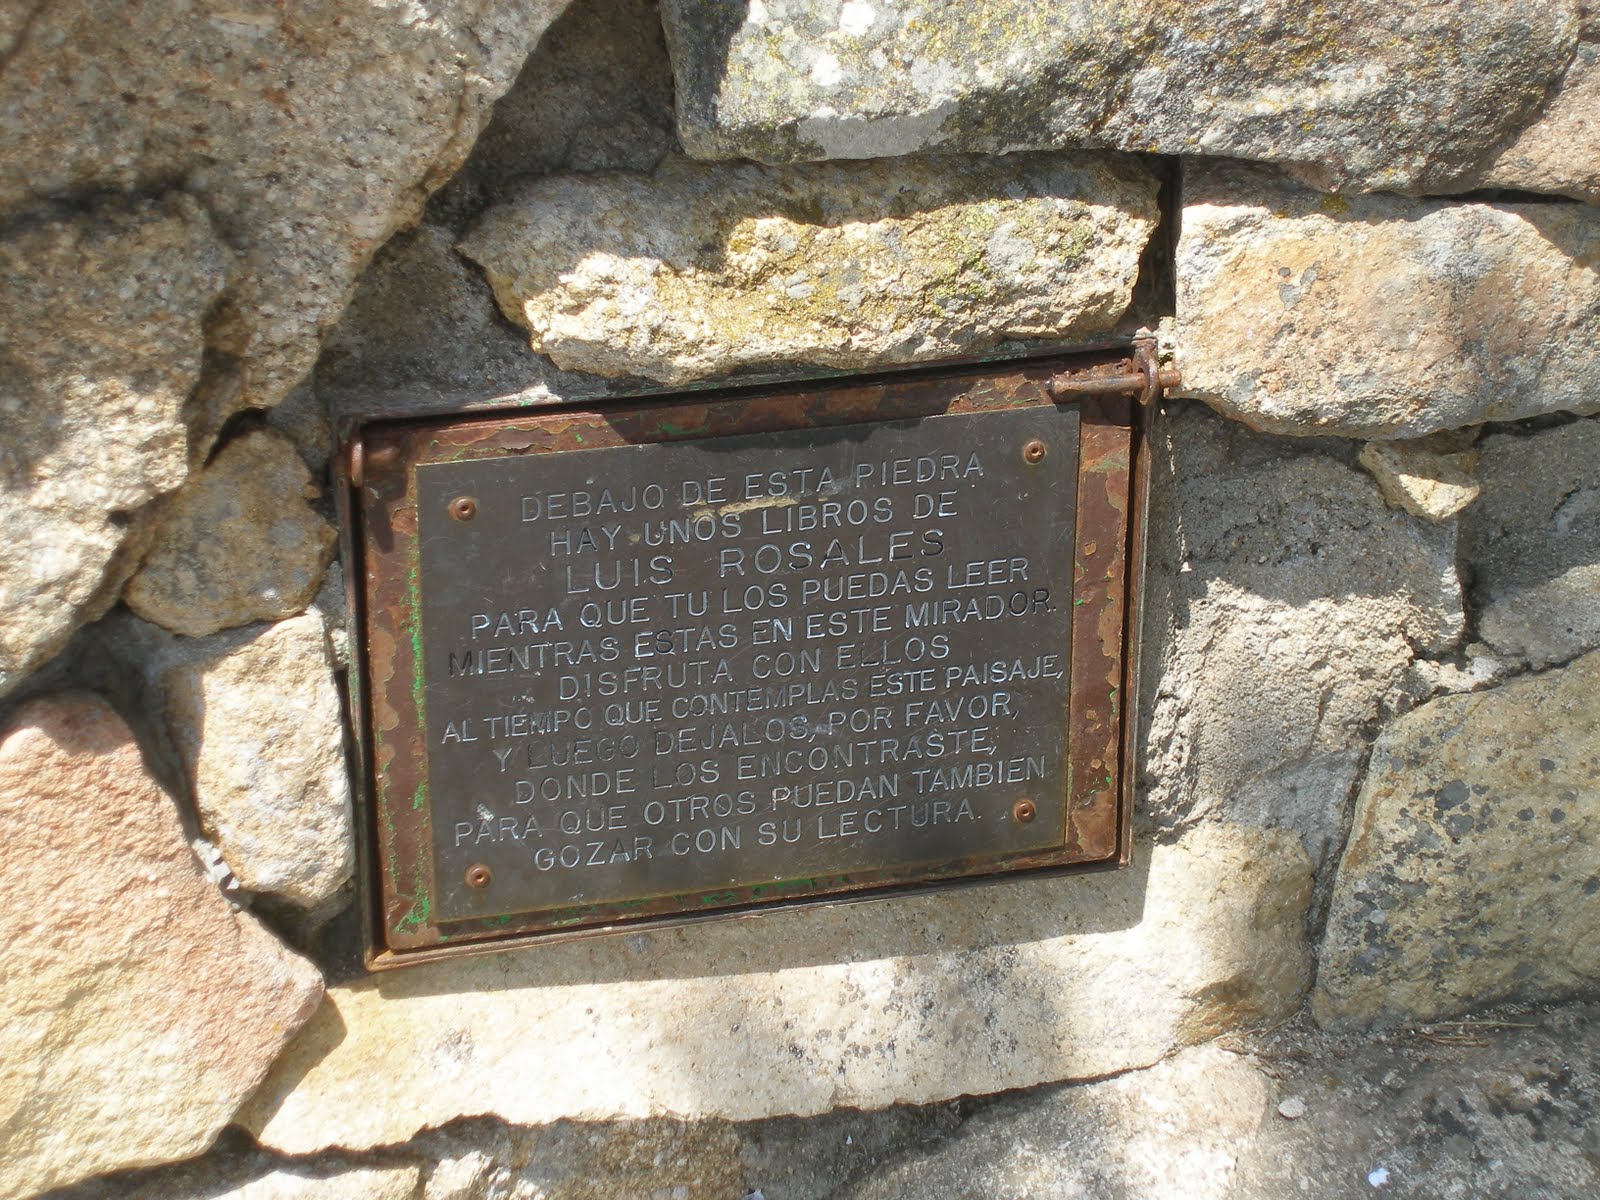 DEBAJO DE ESTA PIEDRA
HAY UNOS LIBROS DE
LUIS ROSALES
PARA QUE TU LOS PUEDAS LEER
MIENTRAS ESTAS EN ESTE MIRADOR.
DISFRUTA CON ELLOS
AL TIEMPO QUE CONTEMPLAS ESTE PAISAJE,
Y LUEGO DEJALOS, POR FAVOR,
DONDE LOS ENCONTRASTE,
PARA QUE OTROS PUEDAN TAMBIEN
GOZAR CON SU LECTURA.